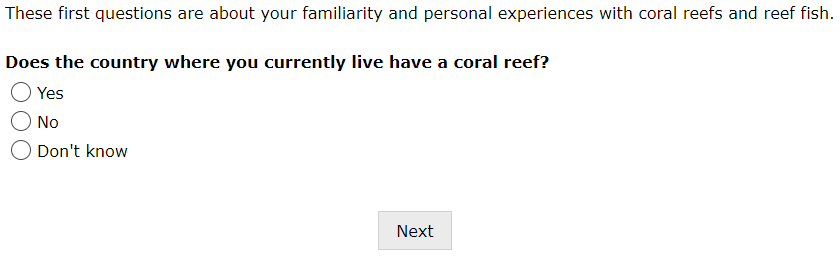 These first questions are about your familiarity and personal experiences with coral reefs and reef fish.
Does the country where you currently live have a coral reef?
Yes
No
Don't know
Next